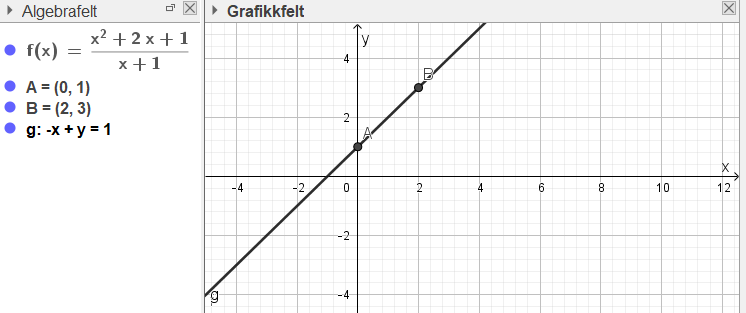 Algebrafelt
f(x) = (x² + 2 x + 1) / (x + 1)
A = (0, 1)
B = (2, 3)
g: -x + y = 1
Grafikkfelt
y
4
B
2
A
x
-4 -2 0 2 4 6 8 10 12
-2
g
-4